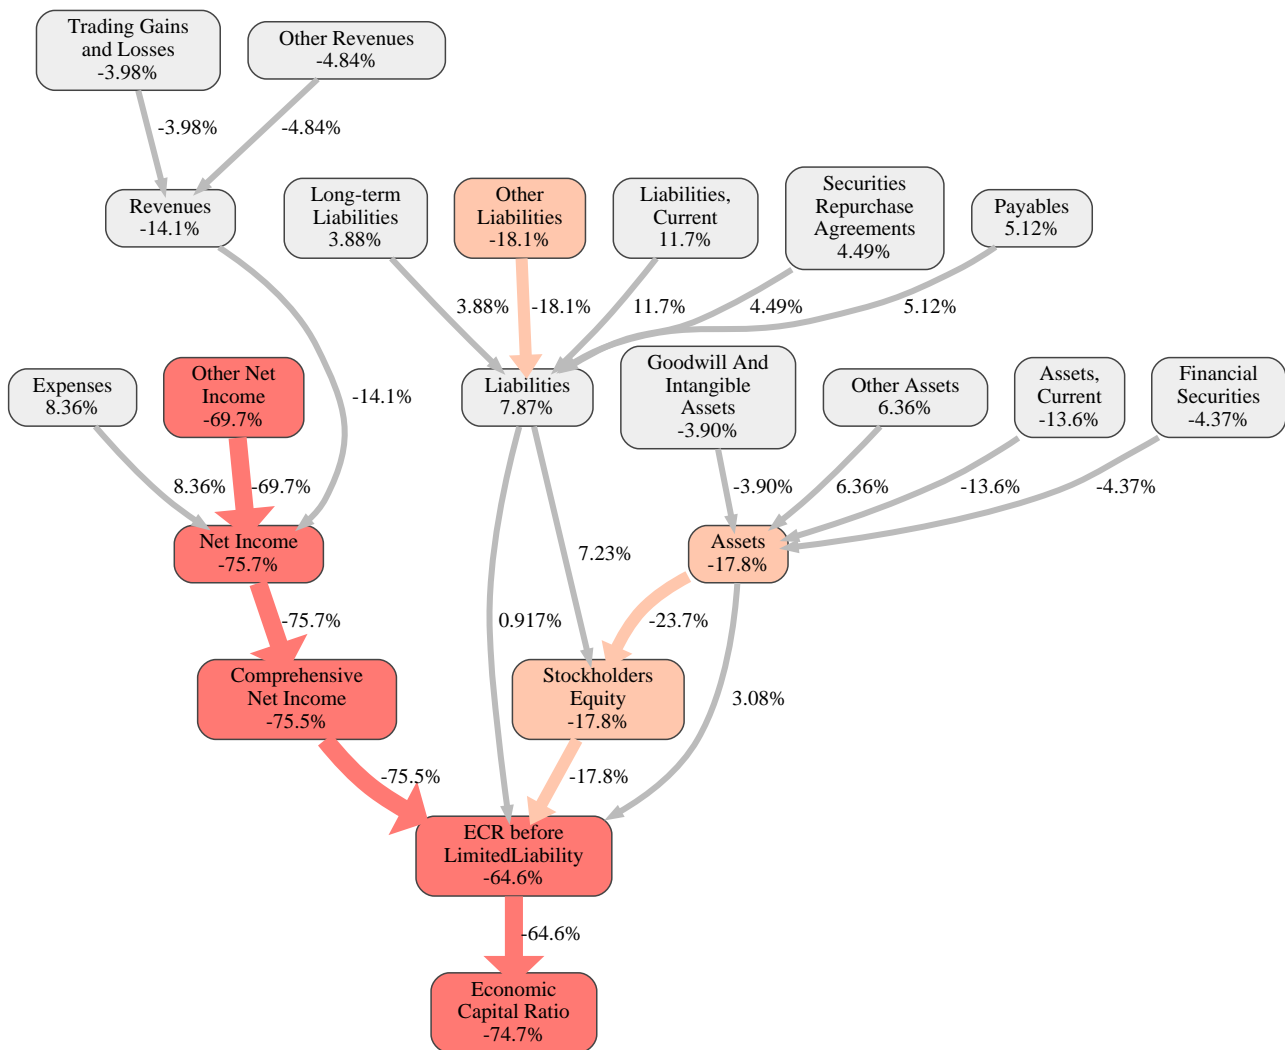 Trading Gains
and Losses
-3.98%
Other Revenues
-4.84%
-3.98%
-4.84%
Revenues
-14.1%
Long-term
Liabilities
3.88%
Other
Liabilities
-18.1%
Liabilities,
Current
11.7%
Securities
Repurchase
Agreements
4.49%
Payables
5.12%
3.88%
-18.1%
11.7%
4.49%
5.12%
Expenses
8.36%
Other Net
Income
-69.7%
-14.1%
Liabilities
7.87%
Goodwill And
Intangible
Assets
-3.90%
Other Assets
6.36%
Assets,
Current
-13.6%
Financial
Securities
-4.37%
8.36%
-69.7%
-3.90%
6.36%
-13.6%
-4.37%
Net Income
-75.7%
7.23%
Assets
-17.8%
-75.7%
0.917%
-23.7%
Comprehensive
Net Income
-75.5%
Stockholders
Equity
-17.8%
3.08%
-75.5%
-17.8%
ECR before
LimitedLiability
-64.6%
-64.6%
Economic
Capital Ratio
-74.7%